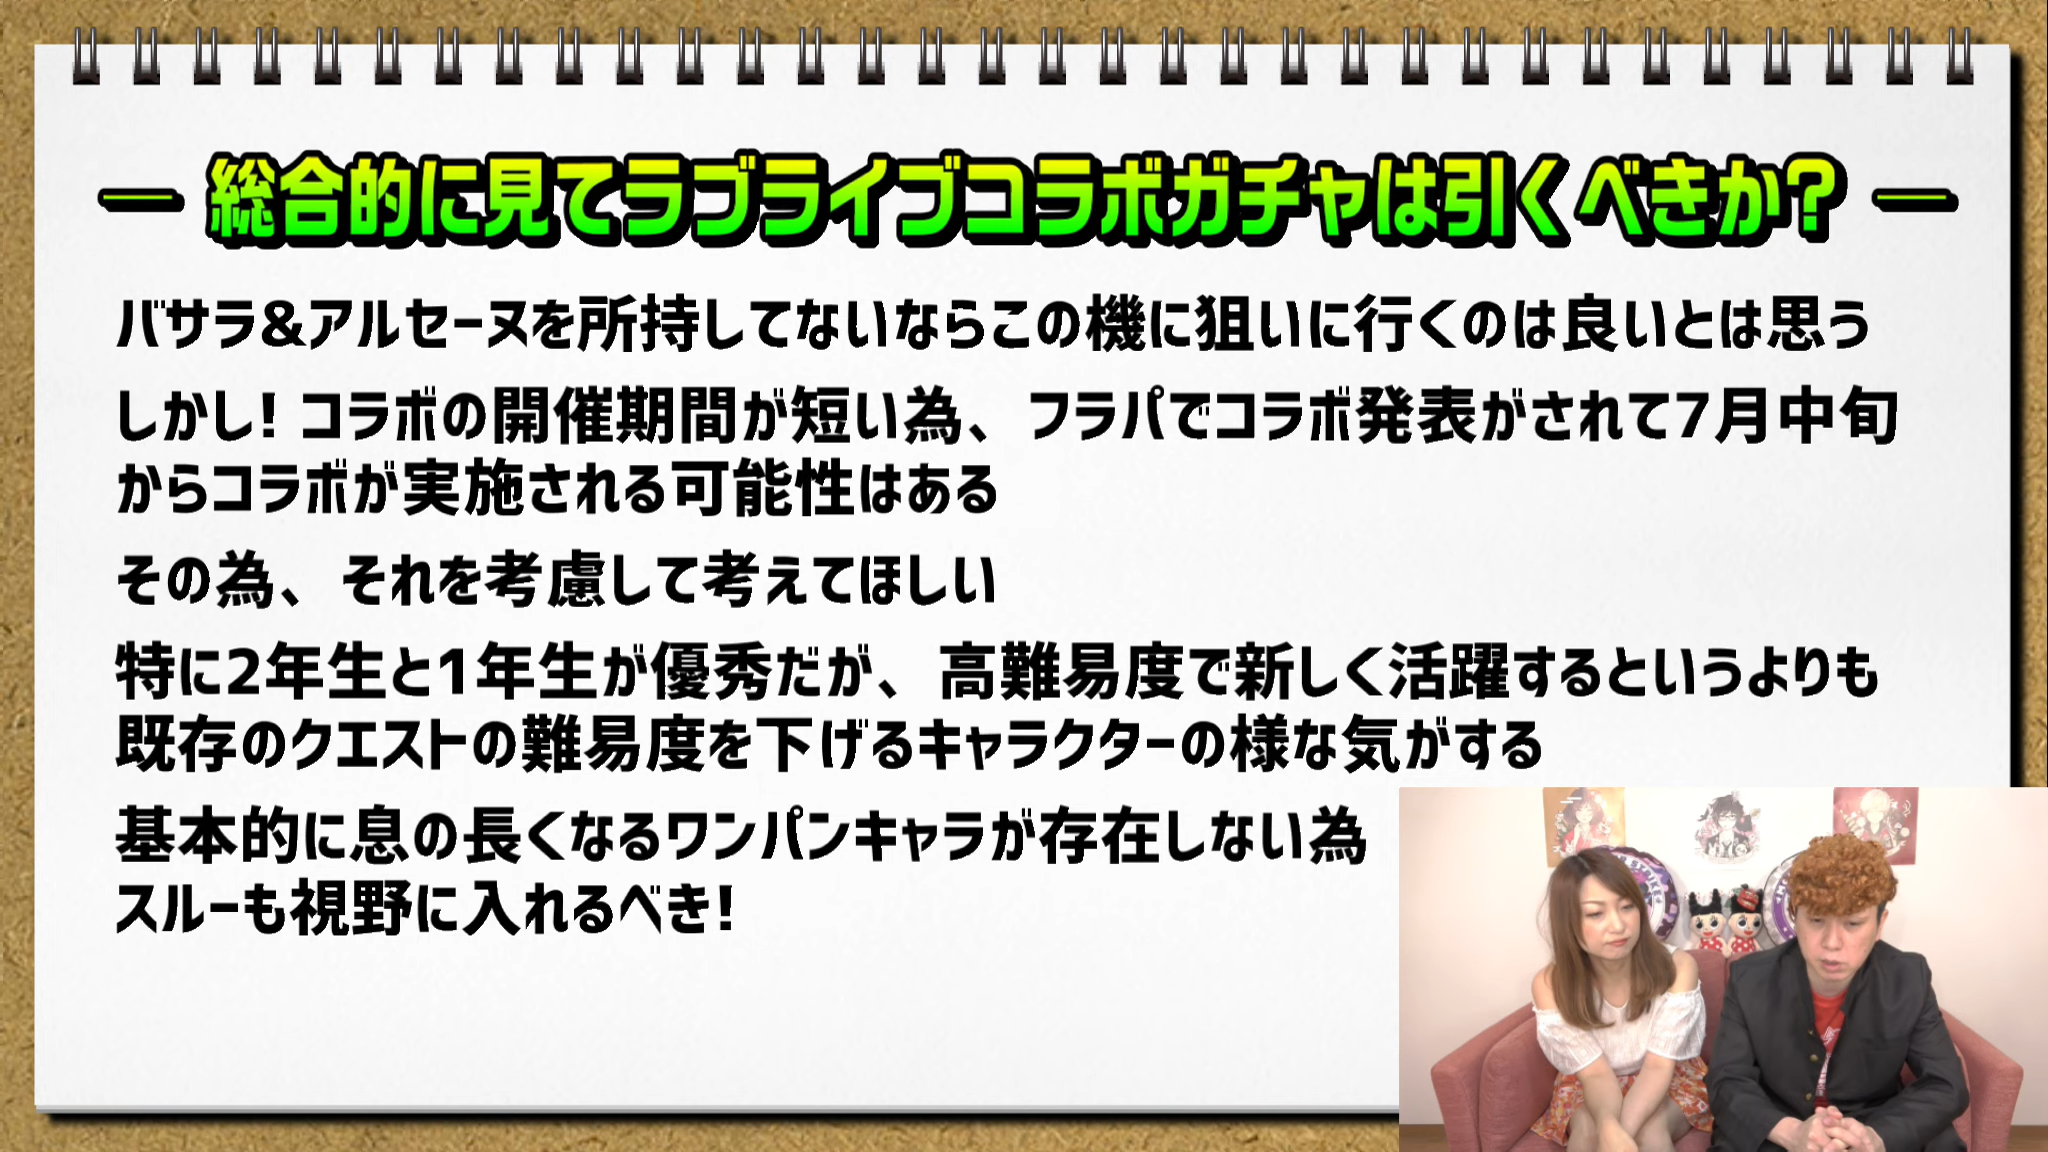 — 総合的に見てラブライブコラボガチャは引くべきか? —
バサラ&アルセーヌを所持してないならこの機に狙いに行くのは良いとは思う
しかし! コラボの開催期間が短い為、フラパでコラボ発表がされて7月中旬
からコラボが実施される可能性はある
その為、それを考慮して考えてほしい
特に2年生と1年生が優秀だが、高難易度で新しく活躍するというよりも
既存のクエストの難易度を下げるキャラクターの様な気がする
基本的に息の長くなるワンパンキャラが存在しない為
スルーも視野に入れるべき!